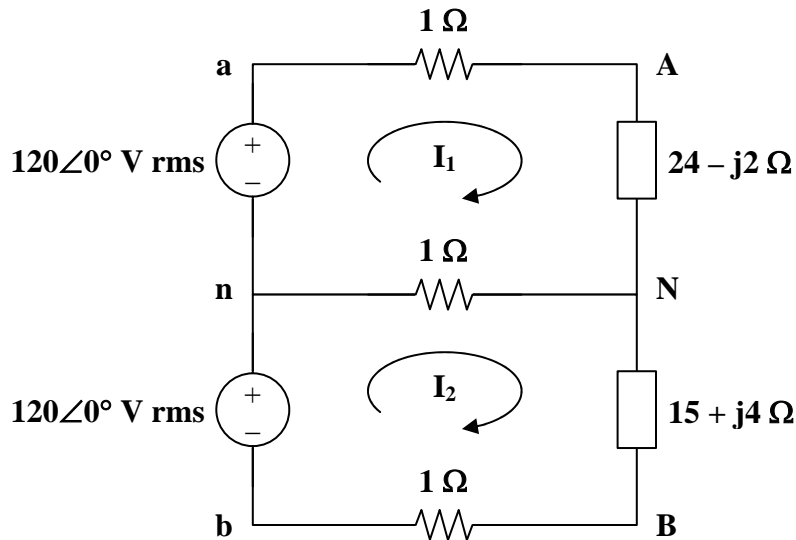 1 Ω
a
A
120∠0° V rms
+
–
I₁
24 – j2 Ω
1 Ω
n
N
120∠0° V rms
+
–
I₂
15 + j4 Ω
1 Ω
b
B